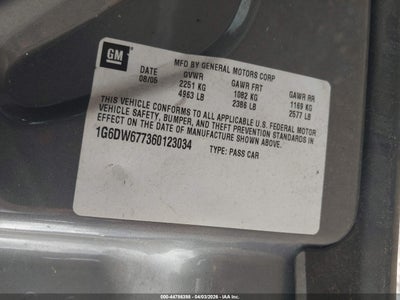 GM
MFD BY GENERAL MOTORS CORP
DATE GVWR GAWR FRT GAWR RR
08/05 2251 KG 1082 KG 1169 KG
4963 LB 2386 LB 2577 LB
THIS VEHICLE CONFORMS TO ALL APPLICABLE U.S. FEDERAL MOTOR
VEHICLE SAFETY, BUMPER, AND THEFT PREVENTION STANDARDS IN
EFFECT ON THE DATE OF MANUFACTURE SHOWN ABOVE.
1G6DW677360123034
TYPE: PASS CAR
000-44798398 - 04/03/2026 - IAA Inc.